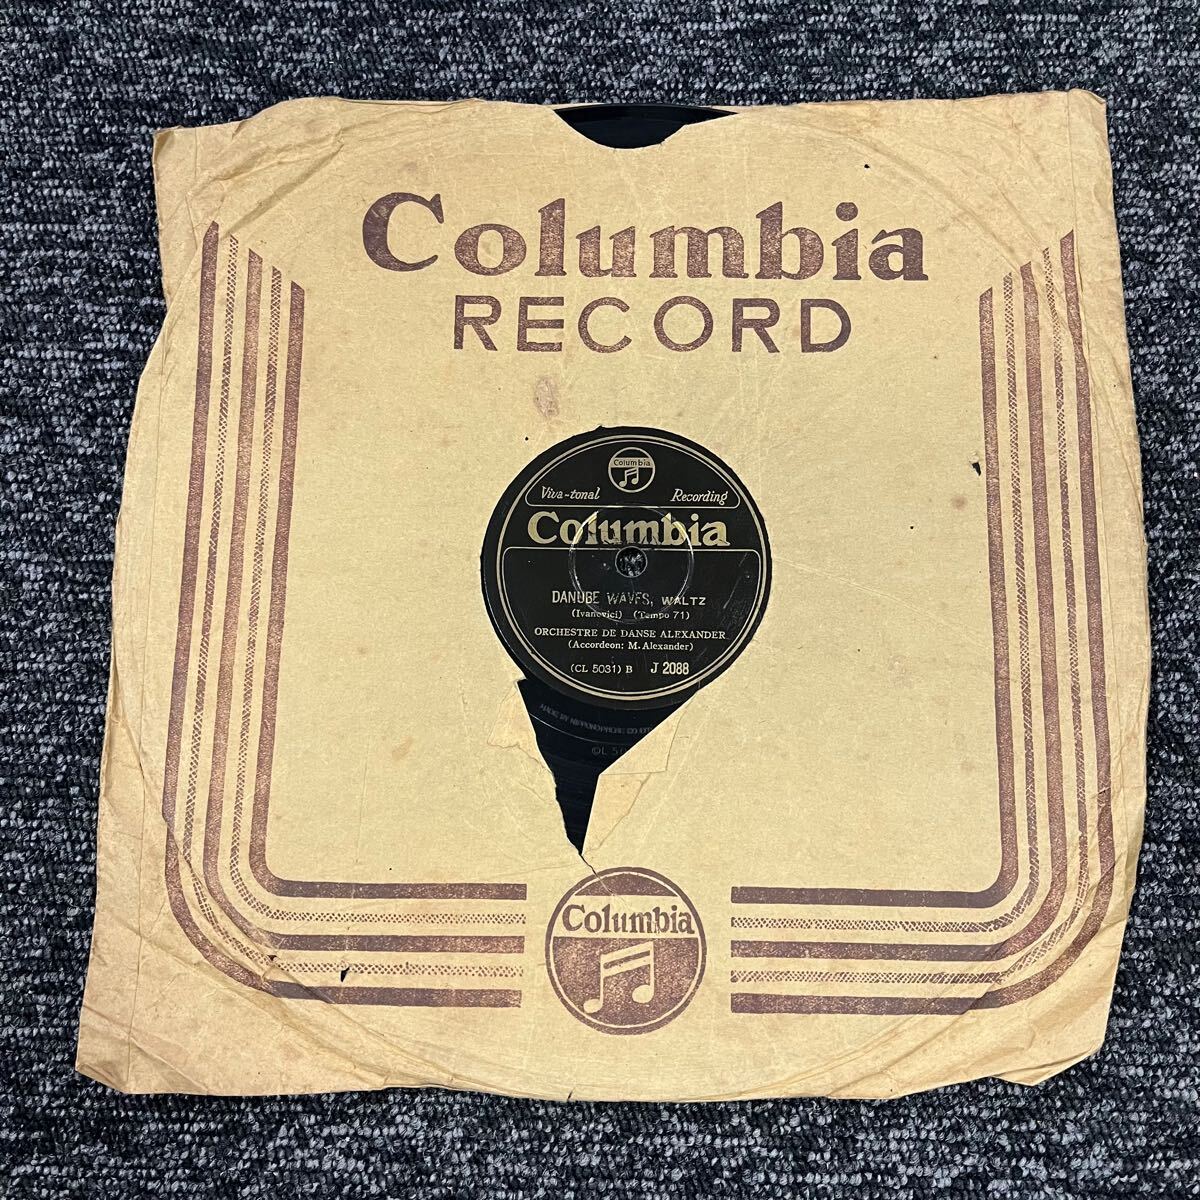 Columbia
RECORD
Columbia
Viva-tonal Recording
Columbia
DANUBE WAVES, WALTZ
(Ivanovici) (Tempo 71)
ORCHESTRE DE DANSE ALEXANDER
(Accordeon: M. Alexander)
(CL 5031) B J 2088
Columbia